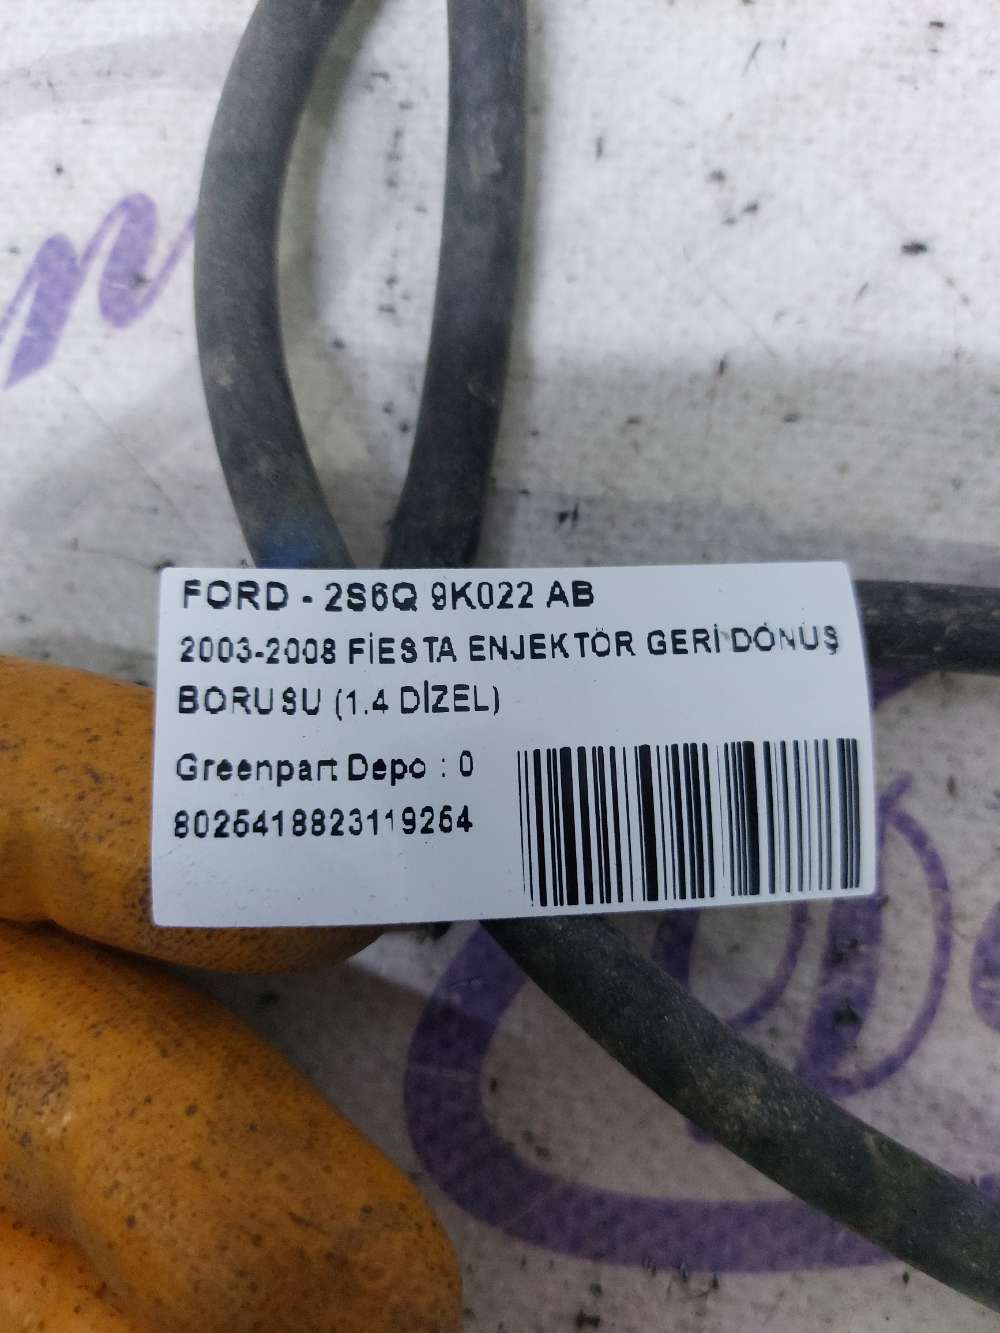 FORD - 2S6Q 9K022 AB
2003-2008 FİESTA ENJEKTÖR GERİ DÖNÜŞ
BORUSU (1.4 DİZEL)
Greenpart Depo : 0
8026418823119264